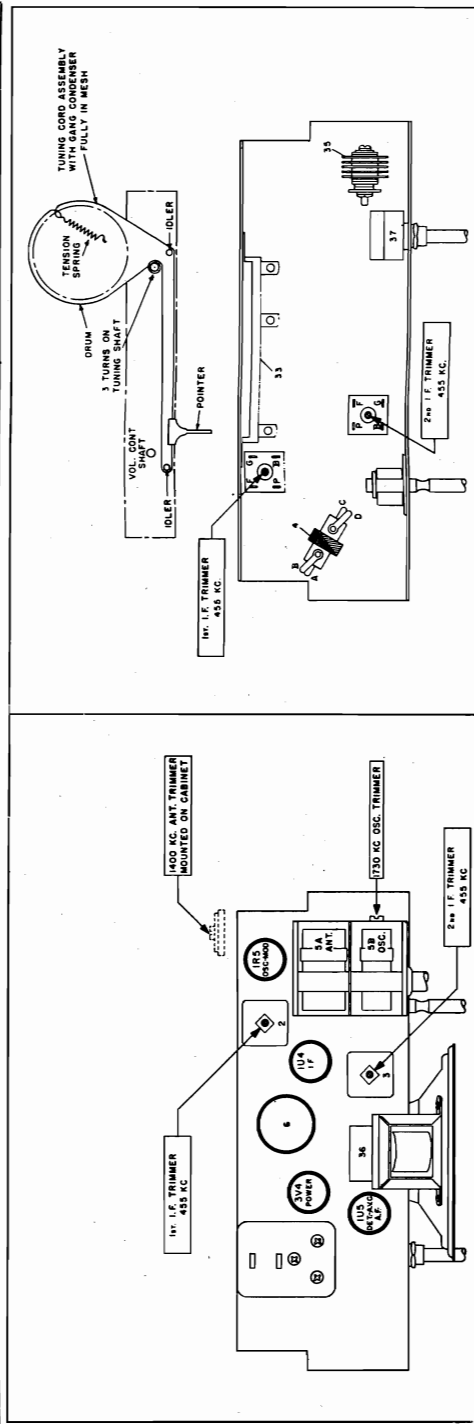 1400 KC. ANT. TRIMMER
MOUNTED ON CABINET
1ST. I.F. TRIMMER
455 KC.
1R5
OSC-MOD
2
1U4
I F
6
3V4
POWER
5A
ANT.
5B
OSC.
1730 KC OSC. TRIMMER
3
36
1U5
DET.-AVC
A.F.
2ND I F. TRIMMER
455 KC
TUNING CORD ASSEMBLY
WITH GANG CONDENSER
FULLY IN MESH
TENSION
SPRING
DRUM
3 TURNS ON
TUNING SHAFT
IDLER
VOL. CONT
SHAFT
POINTER
IDLER
1ST. I.F. TRIMMER
455 KC.
F G
P B
33
35
4
B
A
C
D
P F
B G
37
2ND I F. TRIMMER
455 KC.